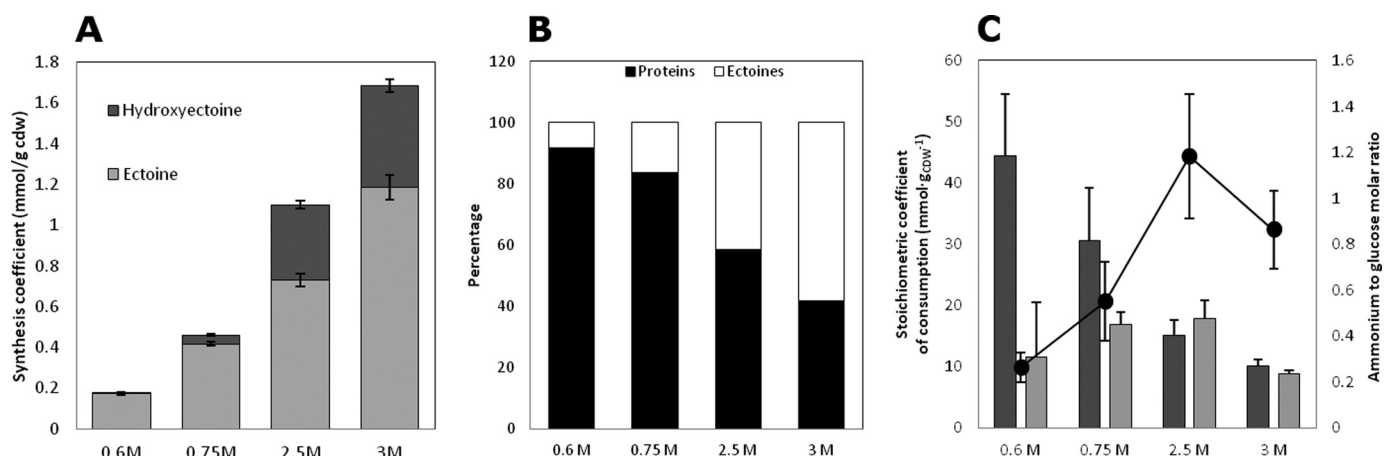 A
Synthesis coefficient (mmol/g cdw)
1.8
1.6
1.4
1.2
1
0.8
0.6
0.4
0.2
0
Hydroxyectoine
Ectoine
0.6M
0.75M
2.5M
3M
B
Percentage
120
100
80
60
40
20
0
Proteins
Ectoines
0.6 M
0.75 M
2.5 M
3 M
C
Stoichiometric coefficient
of consumption (mmol·gCDW-1)
60
50
40
30
20
10
0
1.6
1.4
1.2
1
0.8
0.6
0.4
0.2
0
Ammonium to glucose molar ratio
0.6 M
0.75 M
2.5 M
3 M